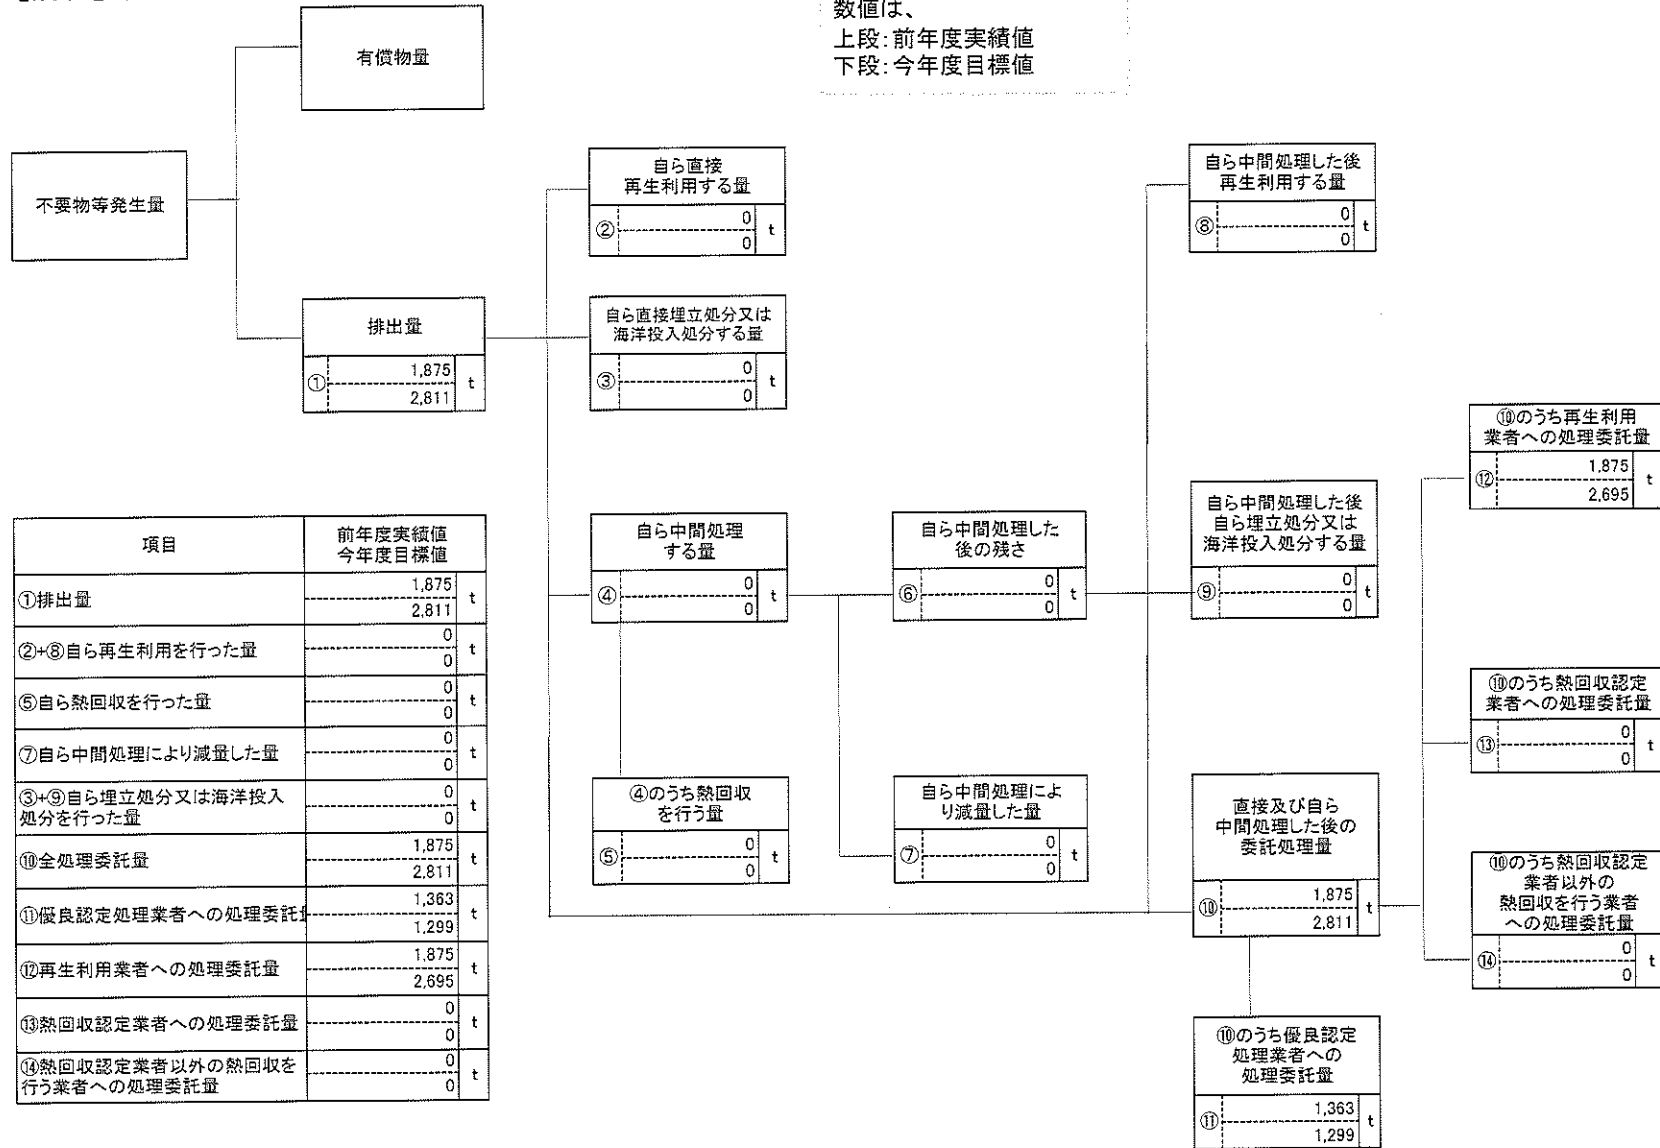 数値は、
上段:前年度実績値
下段:今年度目標値
有償物量
不要物等発生量
排出量
①
1,875
2,811
t
自ら直接
再生利用する量
②
0
0
t
自ら直接埋立処分又は
海洋投入処分する量
③
0
0
t
自ら中間処理
する量
④
0
0
t
④のうち熱回収
を行う量
⑤
0
0
t
自ら中間処理した
後の残さ
⑥
0
0
t
自ら中間処理によ
り減量した量
⑦
0
0
t
自ら中間処理した後
再生利用する量
⑧
0
0
t
自ら中間処理した後
自ら埋立処分又は
海洋投入処分する量
⑨
0
0
t
直接及び自ら
中間処理した後の
委託処理量
⑩
1,875
2,811
t
⑩のうち優良認定
処理業者への
処理委託量
⑪
1,363
1,299
t
⑩のうち再生利用
業者への処理委託量
⑫
1,875
2,695
t
⑩のうち熱回収認定
業者への処理委託量
⑬
0
0
t
⑩のうち熱回収認定
業者以外の
熱回収を行う業者
への処理委託量
⑭
0
0
t
項目
前年度実績値
今年度目標値
①排出量
1,875
2,811
t
②+⑧自ら再生利用を行った量
0
0
t
⑤自ら熱回収を行った量
0
0
t
⑦自ら中間処理により減量した量
0
0
t
③+⑨自ら埋立処分又は海洋投入
処分を行った量
0
0
t
⑩全処理委託量
1,875
2,811
t
⑪優良認定処理業者への処理委託
1,363
1,299
t
⑫再生利用業者への処理委託量
1,875
2,695
t
⑬熱回収認定業者への処理委託量
0
0
t
⑭熱回収認定業者以外の熱回収を
行う業者への処理委託量
0
0
t